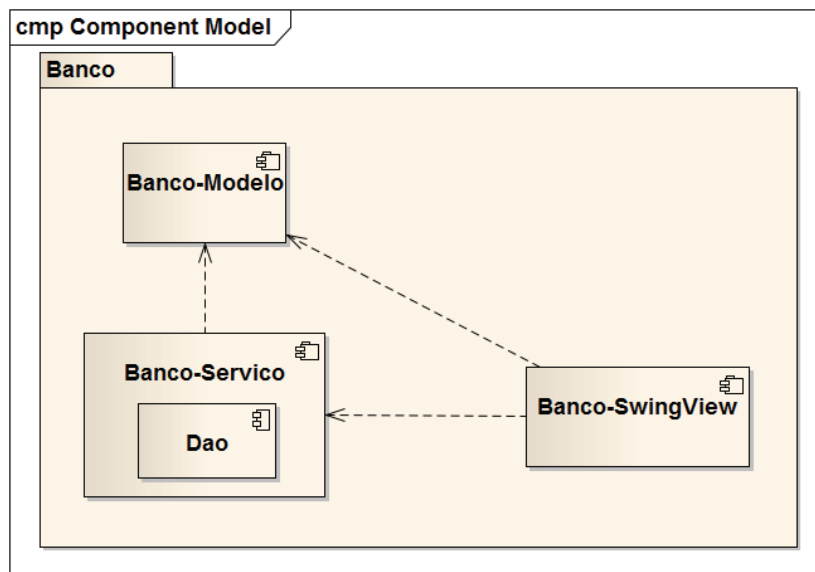 cmp Component Model
Banco
Banco-Modelo
Banco-Servico
Dao
Banco-SwingView